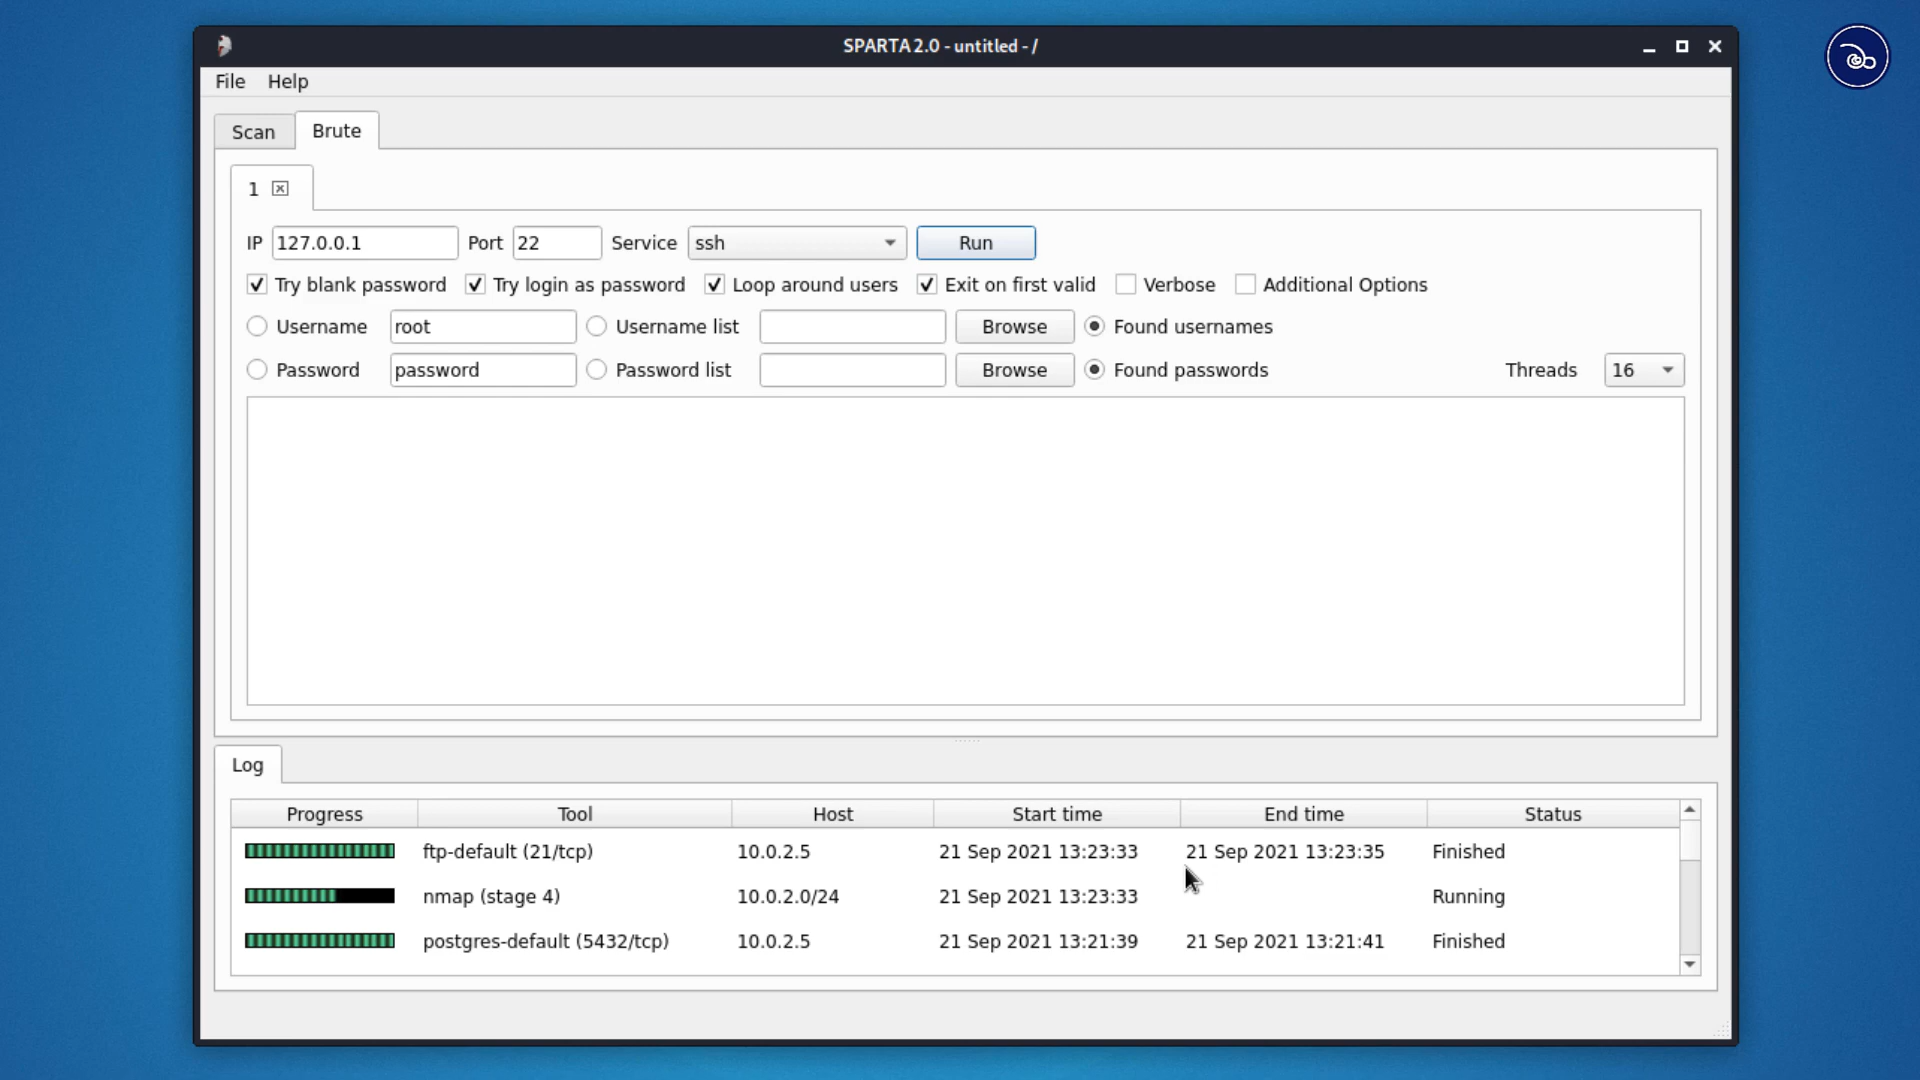 SPARTA 2.0 - untitled - /
File Help
Scan Brute
1
IP 127.0.0.1 Port 22 Service ssh Run
Try blank password Try login as password Loop around users Exit on first valid Verbose Additional Options
Username root Username list Browse Found usernames
Password password Password list Browse Found passwords Threads 16
Log
Progress Tool Host Start time End time Status
ftp-default (21/tcp) 10.0.2.5 21 Sep 2021 13:23:33 21 Sep 2021 13:23:35 Finished
nmap (stage 4) 10.0.2.0/24 21 Sep 2021 13:23:33 Running
postgres-default (5432/tcp) 10.0.2.5 21 Sep 2021 13:21:39 21 Sep 2021 13:21:41 Finished